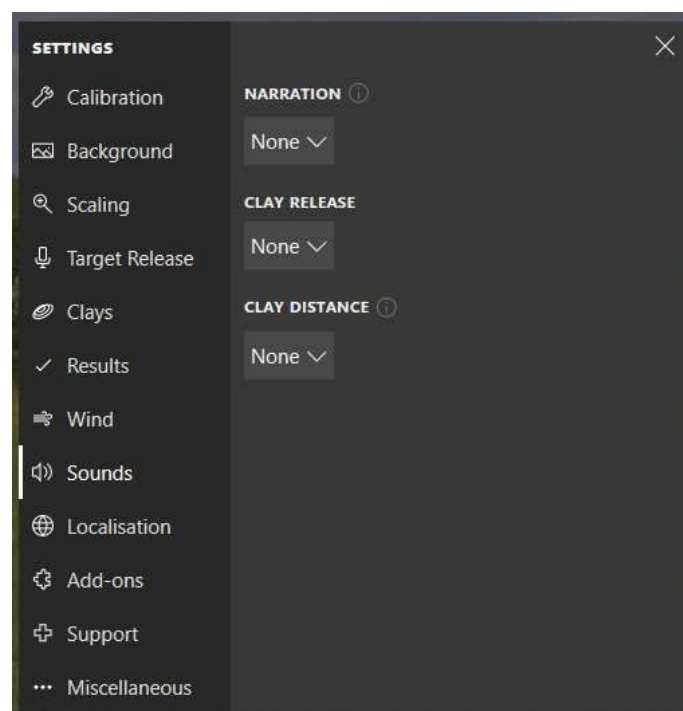 SETTINGS
Calibration
Background
Scaling
Target Release
Clays
Results
Wind
Sounds
Localisation
Add-ons
Support
Miscellaneous
NARRATION
None
CLAY RELEASE
None
CLAY DISTANCE
None